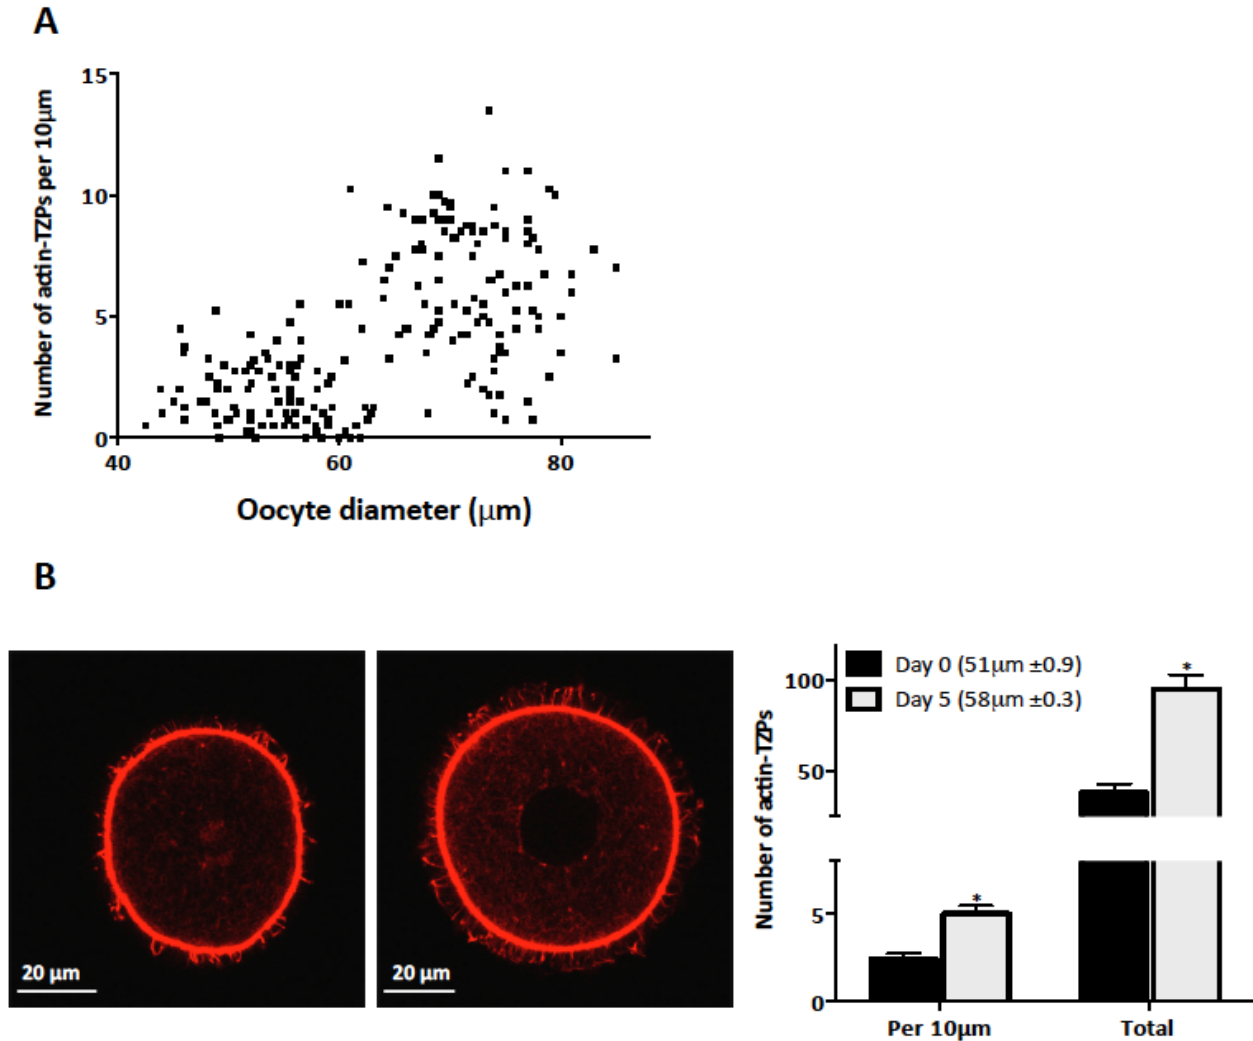 A
Number of actin-TZPs per 10μm
15
10
5
0
40 60 80
Oocyte diameter (μm)
B
20 μm
20 μm
Number of actin-TZPs
100
50
5
0
Day 0 (51μm ±0.9)
Day 5 (58μm ±0.3)
*
*
Per 10μm Total